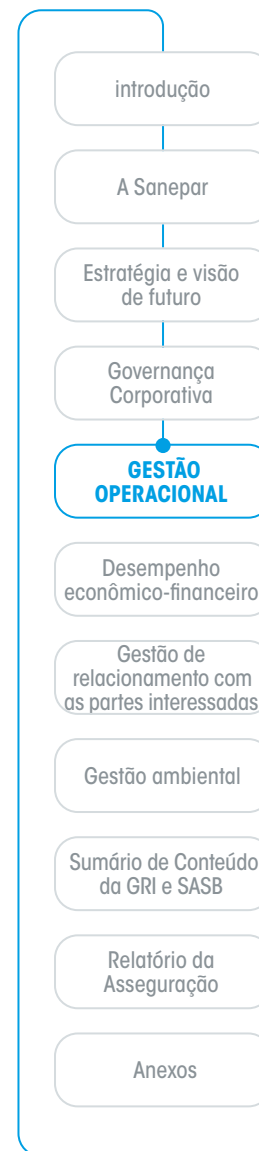 introdução
A Sanepar
Estratégia e visão
de futuro
Governança
Corporativa
GESTÃO
OPERACIONAL
Desempenho
econômico-financeiro
Gestão de
relacionamento com
as partes interessadas
Gestão ambiental
Sumário de Conteúdo
da GRI e SASB
Relatório da
Asseguração
Anexos